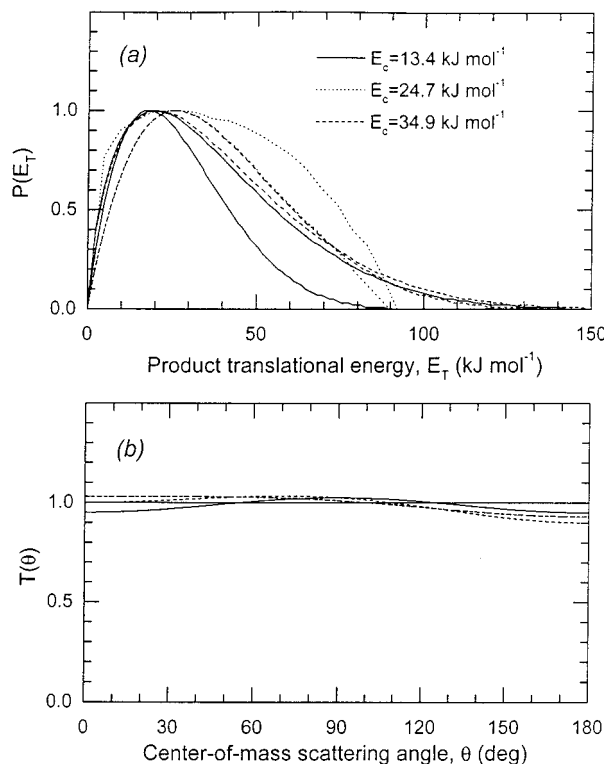 (a)
E_c=13.4 kJ mol⁻¹
E_c=24.7 kJ mol⁻¹
E_c=34.9 kJ mol⁻¹
P(E_T)
1.0
0.5
0.0
0 50 100 150
Product translational energy, E_T (kJ mol⁻¹)
(b)
T(θ)
1.0
0.5
0.0
0 30 60 90 120 150 180
Center-of-mass scattering angle, θ (deg)